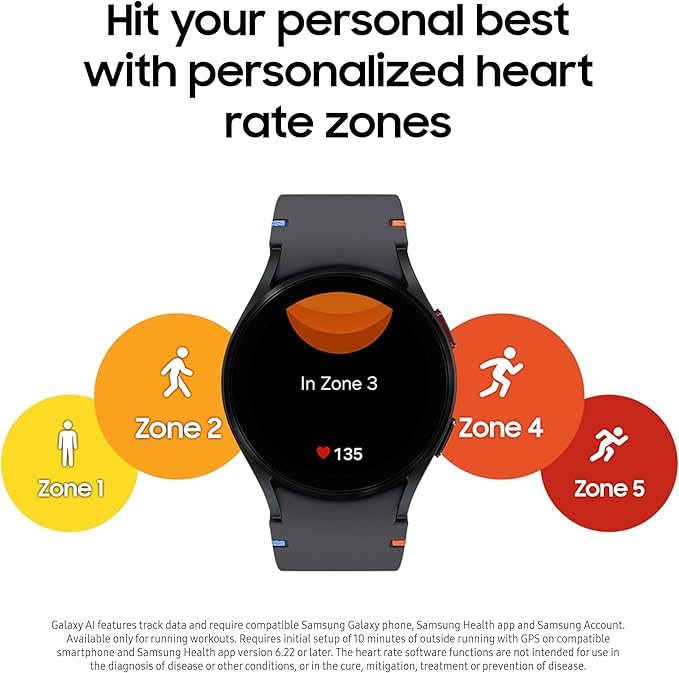 Hit your personal best
with personalized heart
rate zones
In Zone 3
135
Zone 2
Zone 4
Zone 1
Zone 5
Galaxy AI features track data and require compatible Samsung Galaxy phone, Samsung Health app and Samsung Account.
Available only for running workouts. Requires initial setup of 10 minutes of outside running with GPS on compatible
smartphone and Samsung Health app version 6.22 or later. The heart rate software functions are not intended for use in
the diagnosis of disease or other conditions, or in the cure, mitigation, treatment or prevention of disease.